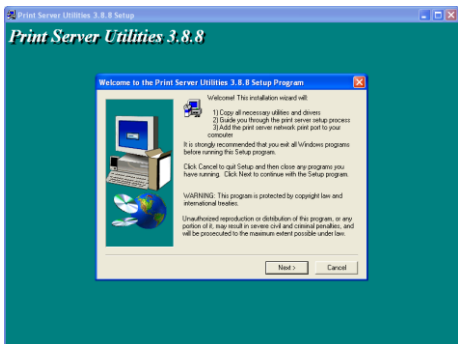 Print Server Utilities 3.8.8 Setup
Print Server Utilities 3.8.8
Welcome to the Print Server Utilities 3.8.8 Setup Program
Welcome! This installation wizard will:
1) Copy all necessary utilities and drivers
2) Guide you through the print server setup process
3) Add the print server network print port to your
computer
It is strongly recommended that you exit all Windows programs
before running this Setup program.
Click Cancel to quit Setup and then close any programs you
have running. Click Next to continue with the Setup program.
WARNING: This program is protected by copyright law and
international treaties.
Unauthorized reproduction or distribution of this program, or any
portion of it, may result in severe civil and criminal penalties, and
will be prosecuted to the maximum extent possible under law.
Next >
Cancel